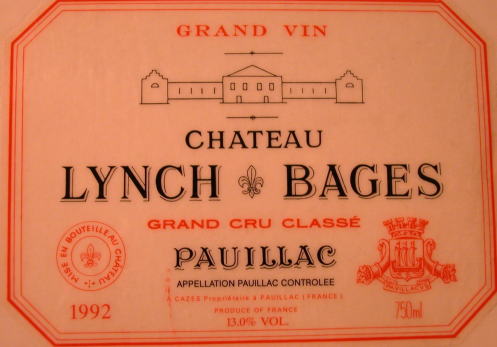 GRAND VIN
CHATEAU
LYNCH BAGES
GRAND CRU CLASSÉ
MISE EN BOUTEILLE AU CHATEAU
PAUILLAC
PAUILLAC
APPELLATION PAUILLAC CONTROLEE
A CAZES Propriétaire à PAUILLAC (FRANCE)
PRODUCE OF FRANCE
1992
13.0% VOL.
750ml